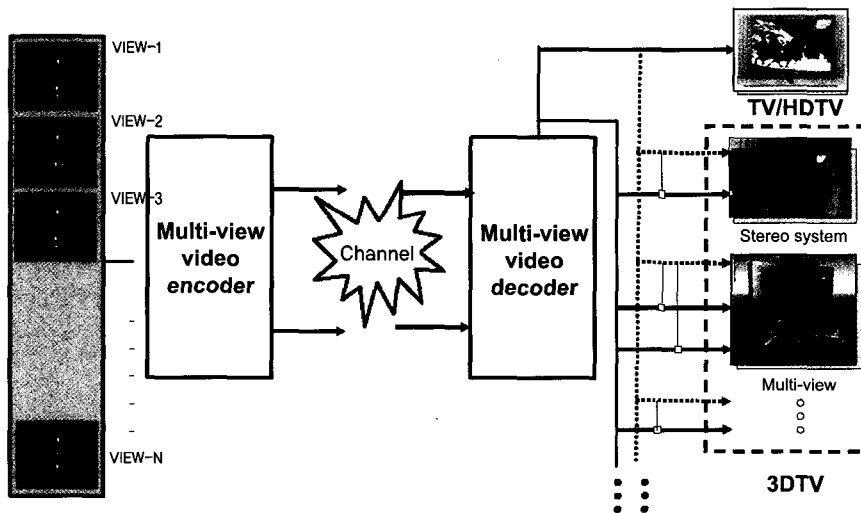 VIEW-1
VIEW-2
VIEW-3
VIEW-N
Multi-view
video
encoder
Channel
Multi-view
video
decoder
TV/HDTV
Stereo system
Multi-view
3DTV